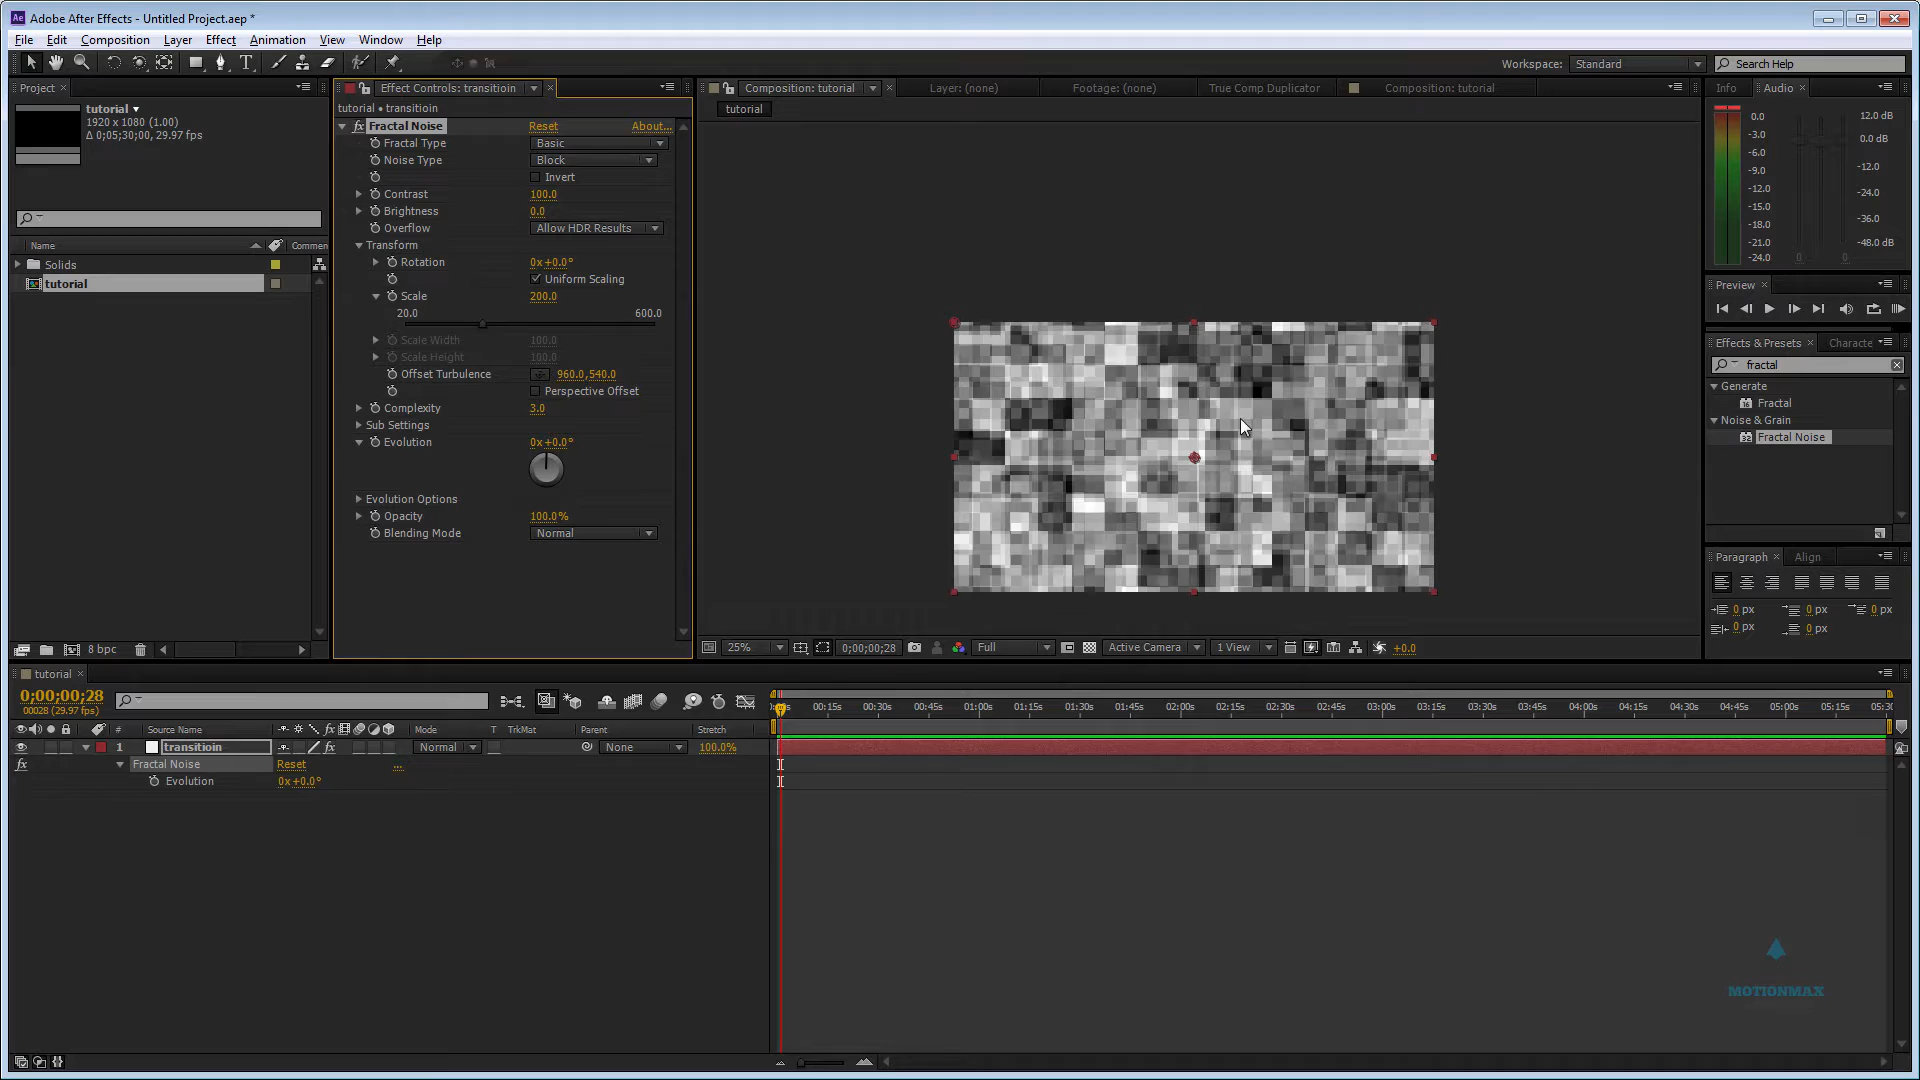 Adobe After Effects - Untitled Project.aep *
File Edit Composition Layer Effect Animation View Window Help
Workspace: Standard Search Help
Project
tutorial
1920 x 1080 (1.00)
Δ 0;05;30;00, 29.97 fps
Name Commen
Solids
tutorial
8 bpc
Effect Controls: transitioin
tutorial • transitioin
fx Fractal Noise Reset About...
Fractal Type Basic
Noise Type Block
Invert
Contrast 100.0
Brightness 0.0
Overflow Allow HDR Results
Transform
Rotation 0x+0.0°
Uniform Scaling
Scale 200.0
20.0 600.0
Scale Width 100.0
Scale Height 100.0
Offset Turbulence 960.0,540.0
Perspective Offset
Complexity 3.0
Sub Settings
Evolution 0x+0.0°
Evolution Options
Opacity 100.0%
Blending Mode Normal
Composition: tutorial Layer: (none) Footage: (none) True Comp Duplicator Composition: tutorial
tutorial
25% 0;00;00;28 Full Active Camera 1 View +0.0
Info Audio
0.0 12.0 dB
-3.0 0.0 dB
-6.0
-9.0 -12.0
-12.0 -24.0
-15.0
-18.0 -36.0
-21.0 -48.0 dB
-24.0 0 0
Preview
Effects & Presets Characte
fractal
Generate
Fractal
Noise & Grain
Fractal Noise
Paragraph Align
0 px 0 px 0 px
0 px 0 px
tutorial
0;00;00;28
00028 (29.97 fps)
# Source Name fx Mode T TrkMat Parent Stretch
1 transitioin fx Normal None 100.0%
fx Fractal Noise Reset ...
Evolution 0x+0.0°
00:15s 00:30s 00:45s 01:00s 01:15s 01:30s 01:45s 02:00s 02:15s 02:30s 02:45s 03:00s 03:15s 03:30s 03:45s 04:00s 04:15s 04:30s 04:45s 05:00s 05:15s 05:30
MOTIONMAX